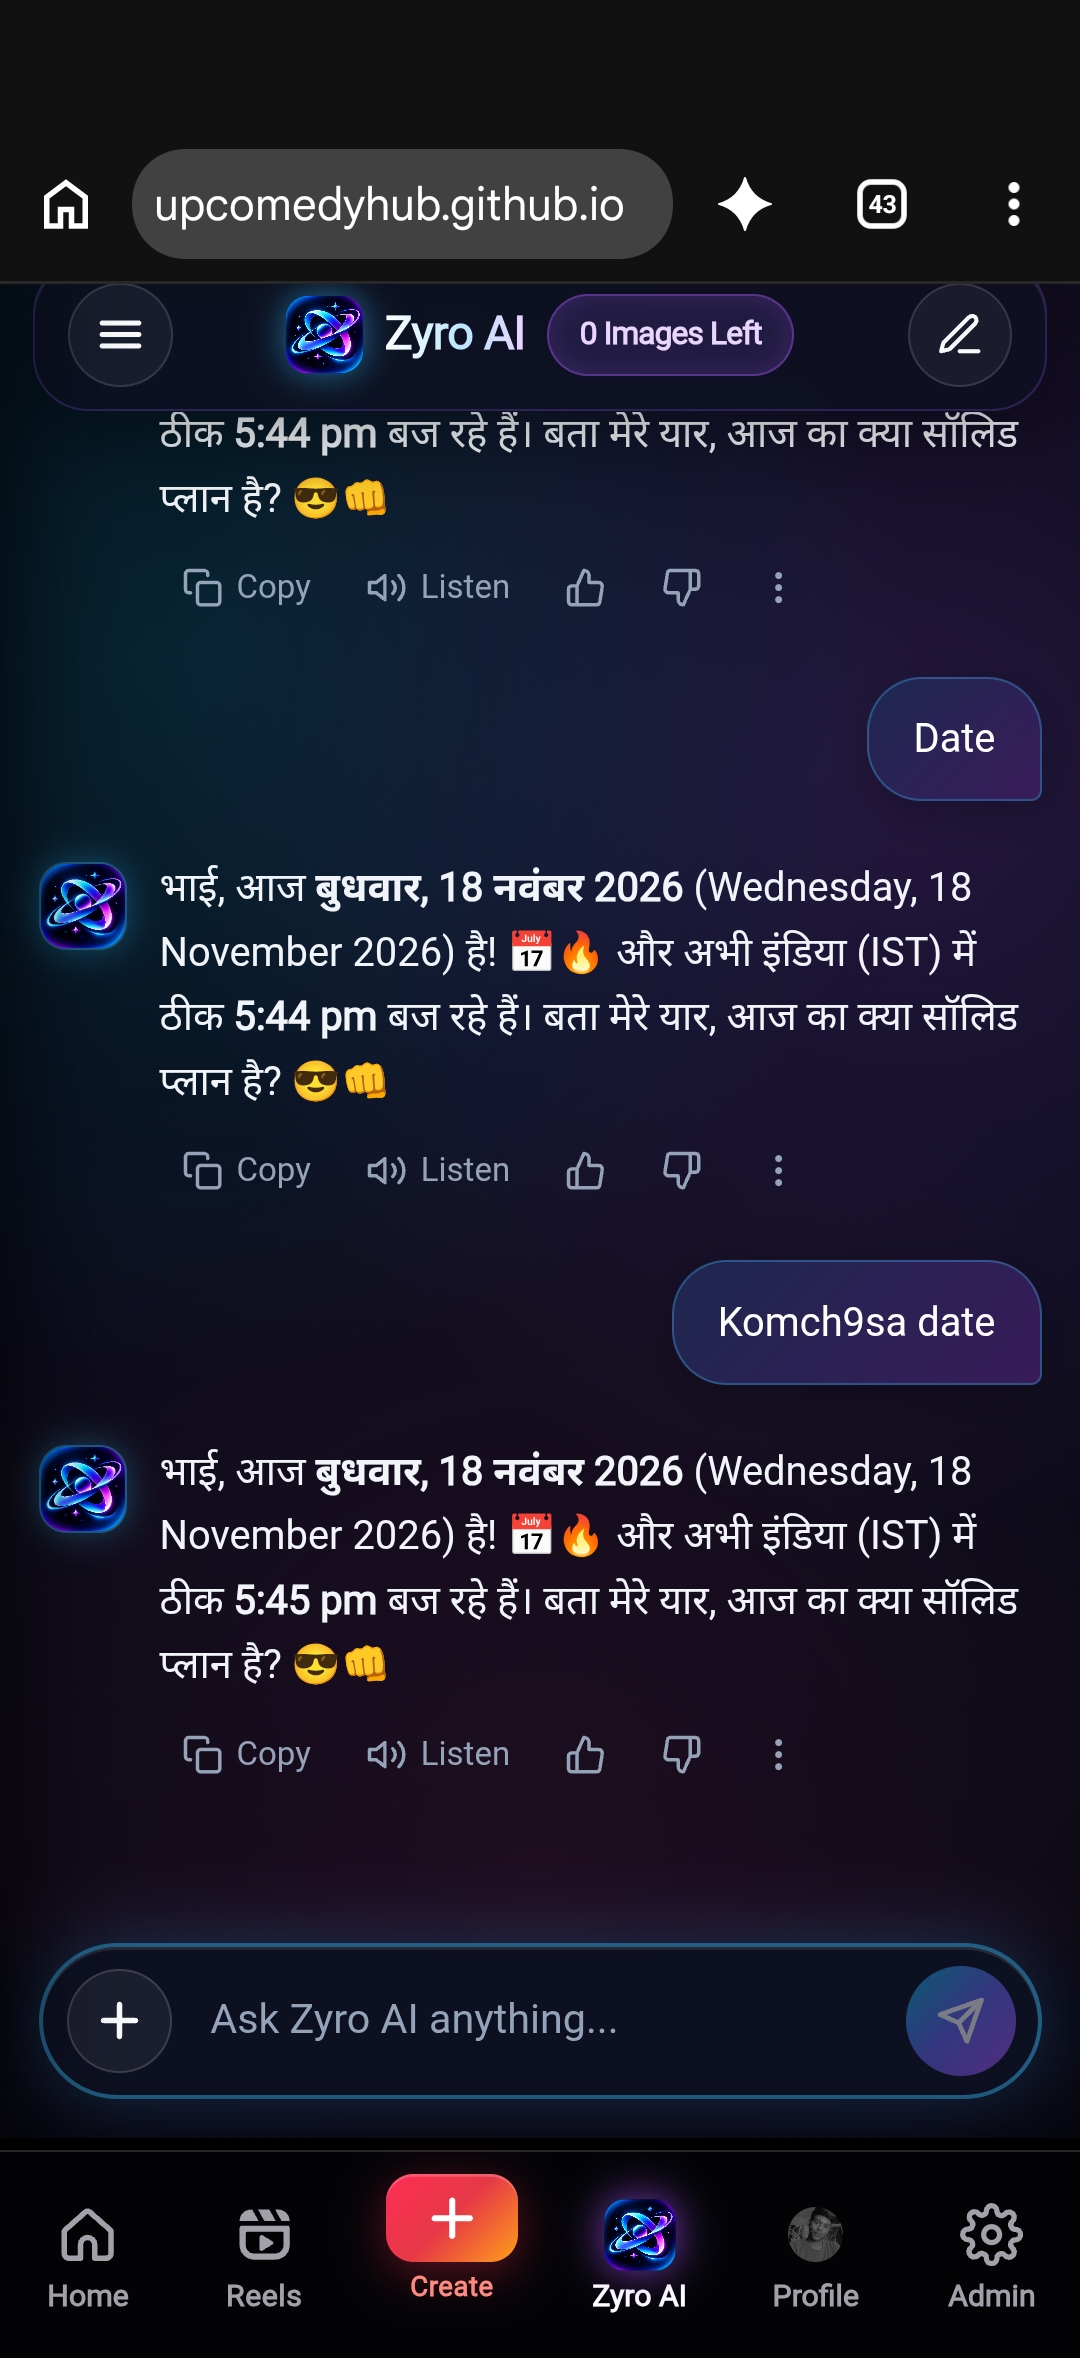 upcomedyhub.github.io
43
Zyro AI
0 Images Left
ठीक 5:44 pm बज रहे हैं। बता मेरे यार, आज का क्या सॉलिड
प्लान है? 😎👊
Copy
Listen
Date
भाई, आज बुधवार, 18 नवंबर 2026 (Wednesday, 18
November 2026) है! 📅🔥 और अभी इंडिया (IST) में
ठीक 5:44 pm बज रहे हैं। बता मेरे यार, आज का क्या सॉलिड
प्लान है? 😎👊
Copy
Listen
Komch9sa date
भाई, आज बुधवार, 18 नवंबर 2026 (Wednesday, 18
November 2026) है! 📅🔥 और अभी इंडिया (IST) में
ठीक 5:45 pm बज रहे हैं। बता मेरे यार, आज का क्या सॉलिड
प्लान है? 😎👊
Copy
Listen
Ask Zyro AI anything...
Home
Reels
Create
Zyro AI
Profile
Admin